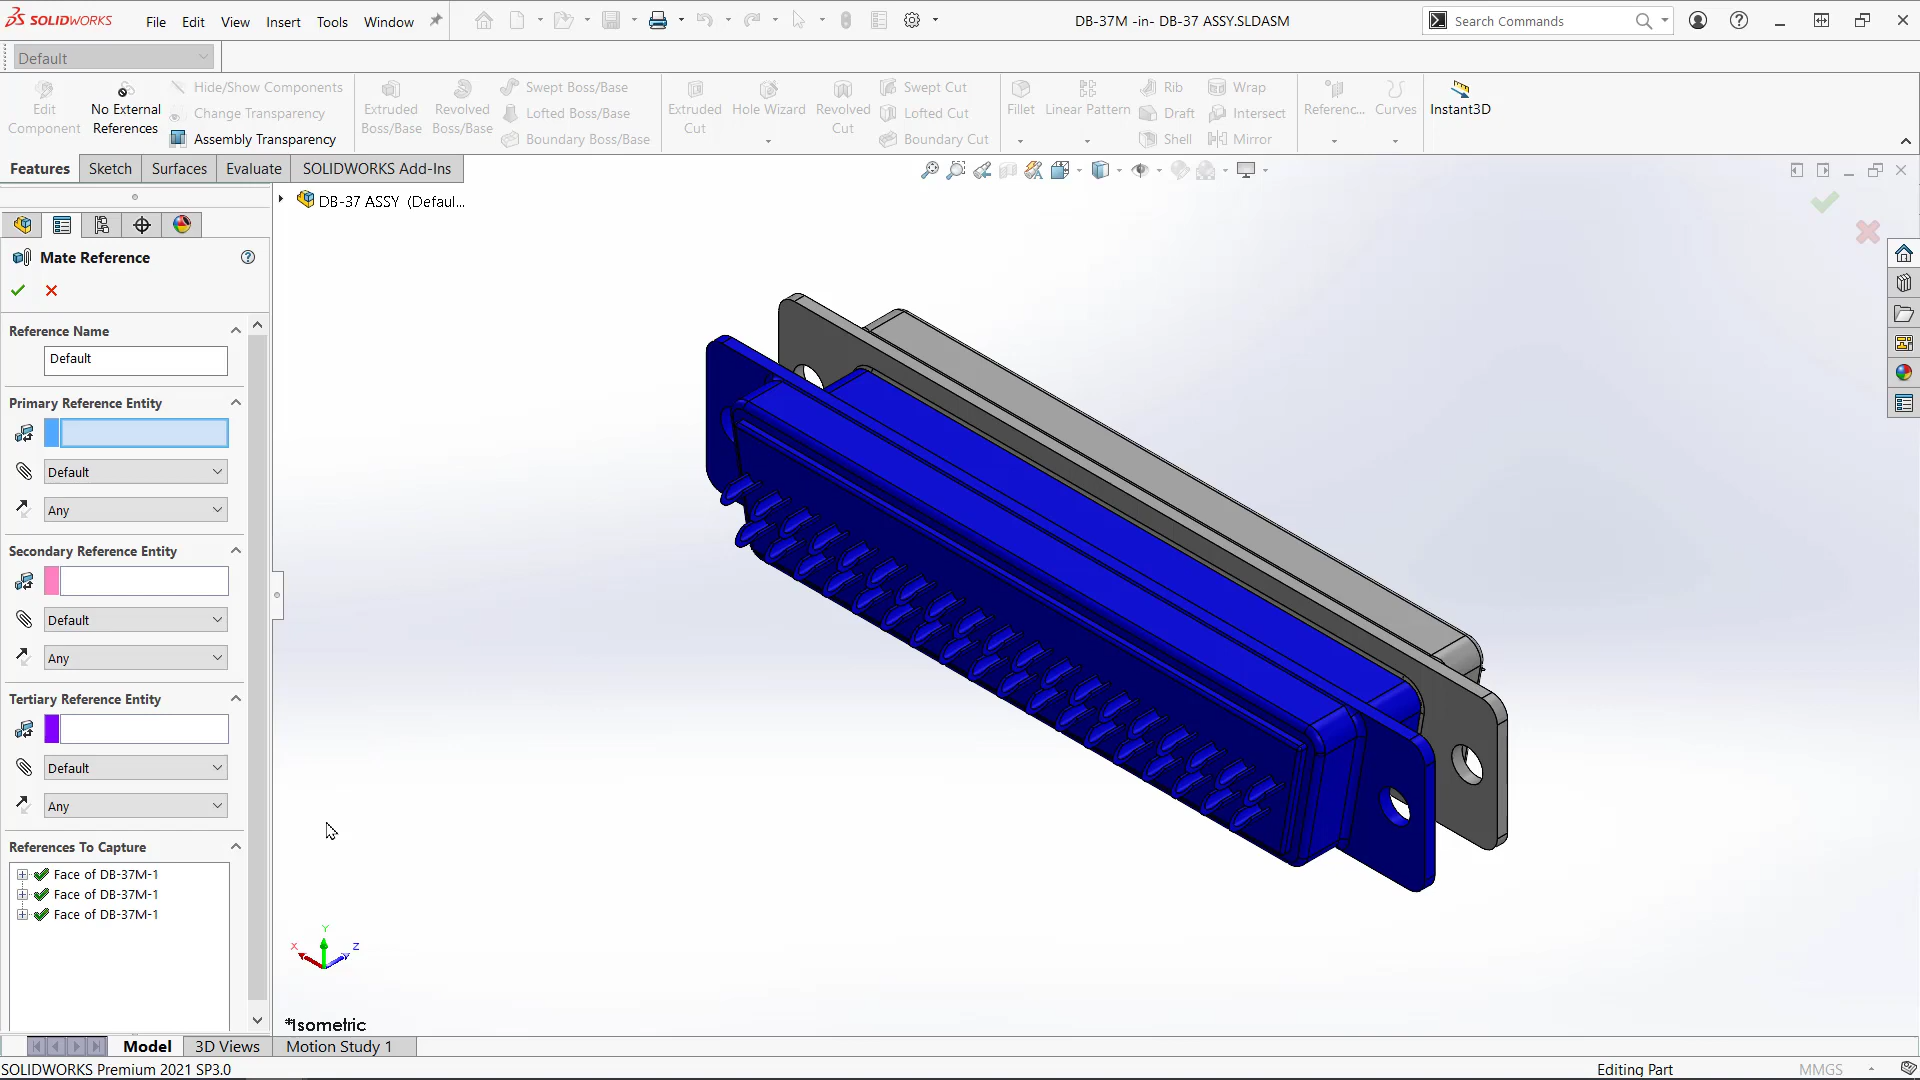 SOLIDWORKS File Edit View Insert Tools Window DB-37M -in- DB-37 ASSY.SLDASM Search Commands
Default
Edit Component
No External References
Hide/Show Components
Change Transparency
Assembly Transparency
Extruded Boss/Base
Revolved Boss/Base
Swept Boss/Base
Lofted Boss/Base
Boundary Boss/Base
Extruded Cut
Hole Wizard
Revolved Cut
Swept Cut
Lofted Cut
Boundary Cut
Fillet
Linear Pattern
Rib
Draft
Shell
Wrap
Intersect
Mirror
Referenc...
Curves
Instant3D
Features Sketch Surfaces Evaluate SOLIDWORKS Add-Ins
DB-37 ASSY (Defaul...
Mate Reference
Reference Name
Default
Primary Reference Entity
Default
Any
Secondary Reference Entity
Default
Any
Tertiary Reference Entity
Default
Any
References To Capture
Face of DB-37M-1
Face of DB-37M-1
Face of DB-37M-1
Y
X Z
*Isometric
Model 3D Views Motion Study 1
SOLIDWORKS Premium 2021 SP3.0 Editing Part MMGS